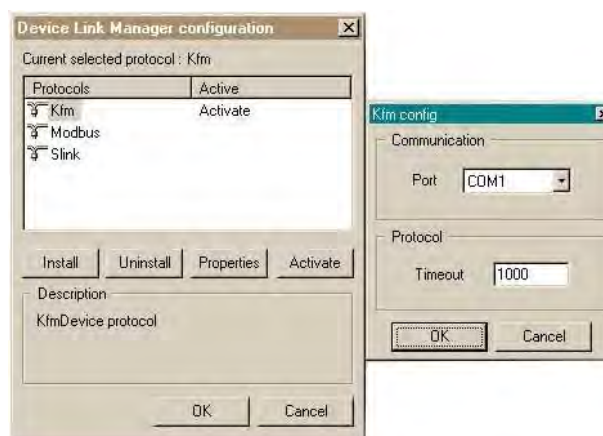 Device Link Manager configuration
Current selected protocol : Kfm
Protocols Active
Kfm Activate
Modbus
Slink
Install Uninstall Properties Activate
Description
KfmDevice protocol
OK Cancel
Kfm config
Communication
Port COM1
Protocol
Timeout 1000
OK Cancel